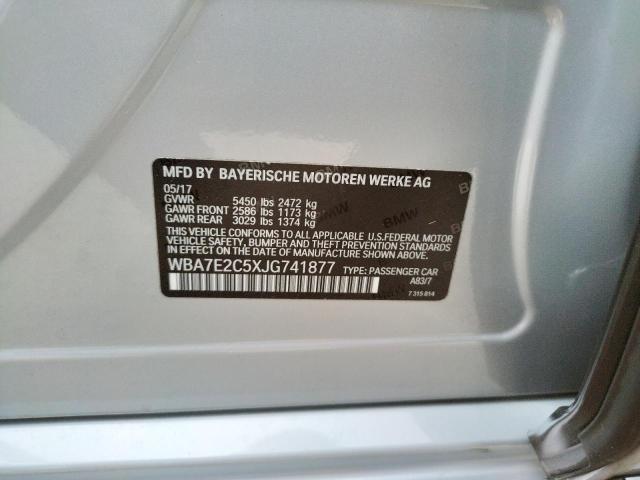 MFD BY BAYERISCHE MOTOREN WERKE AG
05/17
GVWR 5450 lbs 2472 kg
GAWR FRONT 2586 lbs 1173 kg
GAWR REAR 3029 lbs 1374 kg
THIS VEHICLE CONFORMS TO ALL APPLICABLE U.S.FEDERAL MOTOR
VEHICLE SAFETY, BUMPER AND THEFT PREVENTION STANDARDS
IN EFFECT ON THE DATE OF MANUFACTURE SHOWN ABOVE.
WBA7E2C5XJG741877 TYPE: PASSENGER CAR
A83/7
7 315 814